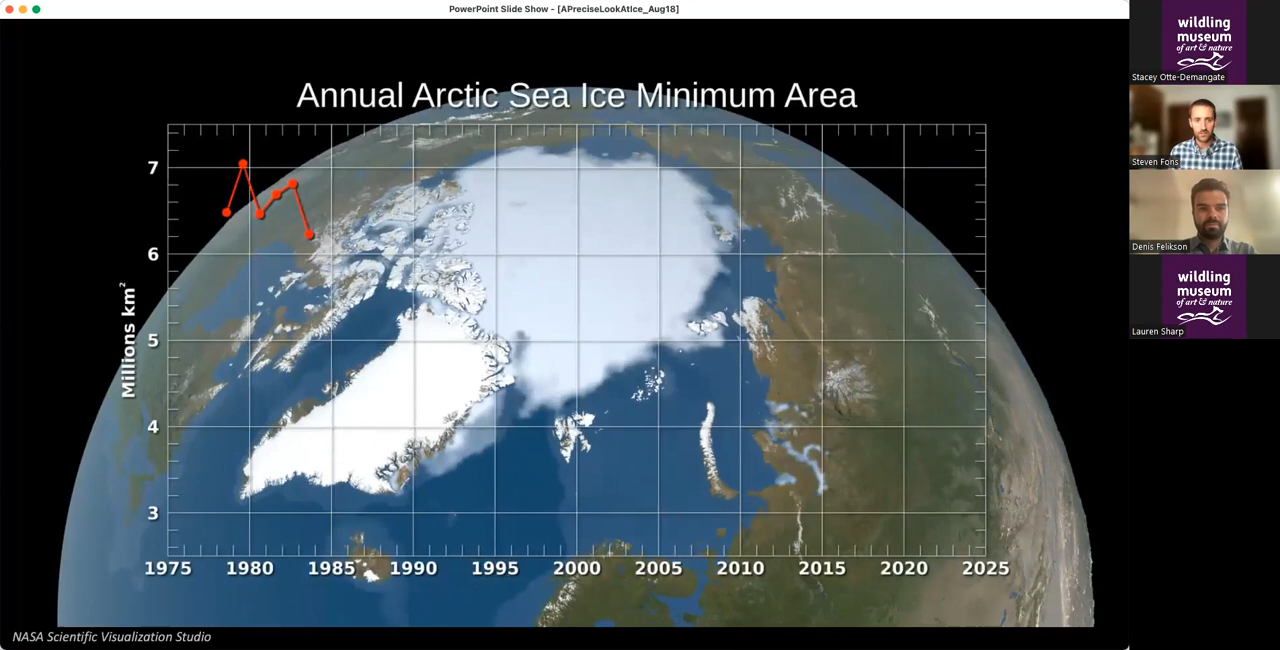 PowerPoint Slide Show - [APreciseLookAtIce_Aug18]
Annual Arctic Sea Ice Minimum Area
7
6
5
4
3
Millions km²
1975 1980 1985 1990 1995 2000 2005 2010 2015 2020 2025
NASA Scientific Visualization Studio
wildling
museum
of art & nature
Stacey Otte-Demangate
Steven Fons
Denis Felikson
wildling
museum
of art & nature
Lauren Sharp